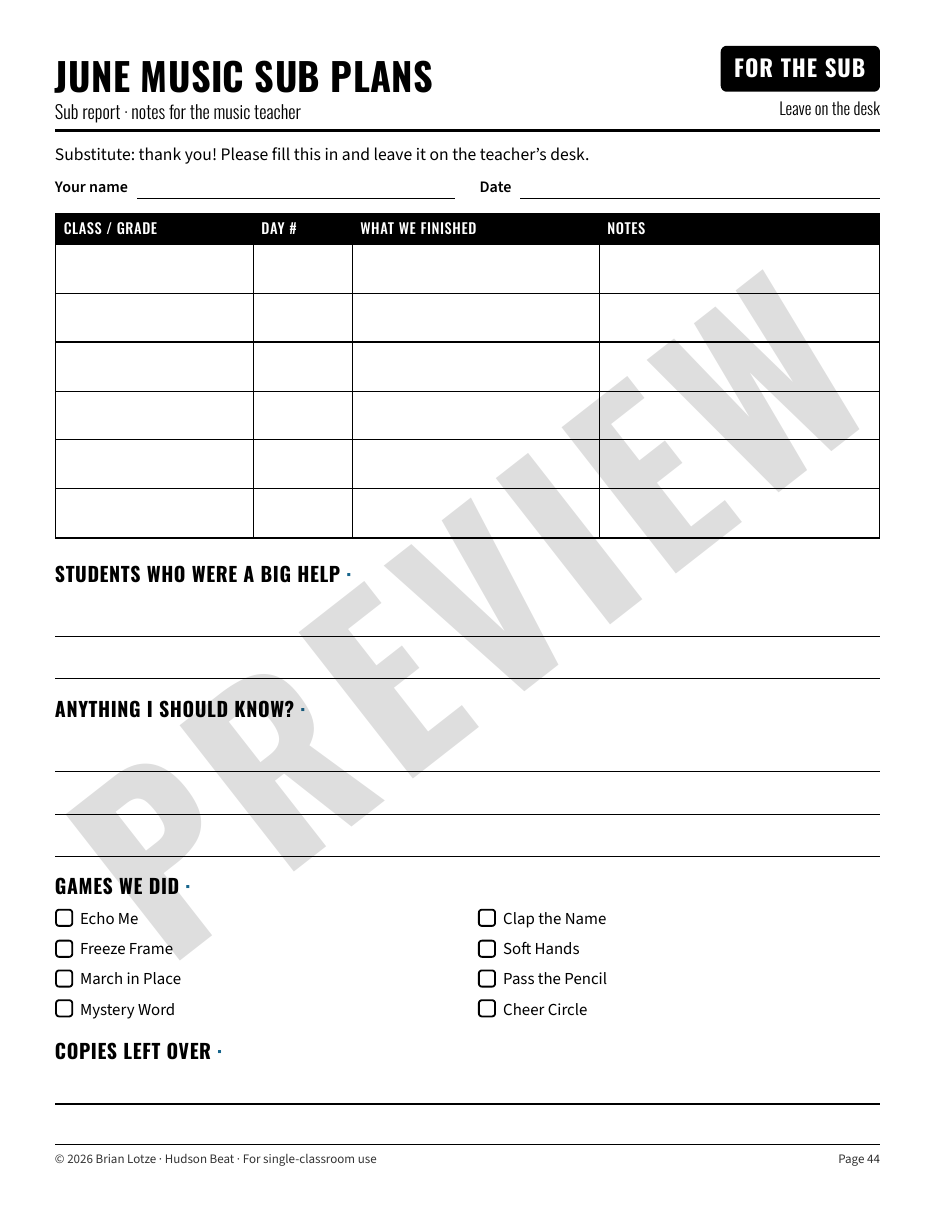 JUNE MUSIC SUB PLANS
FOR THE SUB
Sub report · notes for the music teacher
Leave on the desk
Substitute: thank you! Please fill this in and leave it on the teacher’s desk.
Your name Date
CLASS / GRADE DAY # WHAT WE FINISHED NOTES
PREVIEW
STUDENTS WHO WERE A BIG HELP ·
ANYTHING I SHOULD KNOW? ·
GAMES WE DID ·
Echo Me Clap the Name
Freeze Frame Soft Hands
March in Place Pass the Pencil
Mystery Word Cheer Circle
COPIES LEFT OVER ·
© 2026 Brian Lotze · Hudson Beat · For single-classroom use Page 44